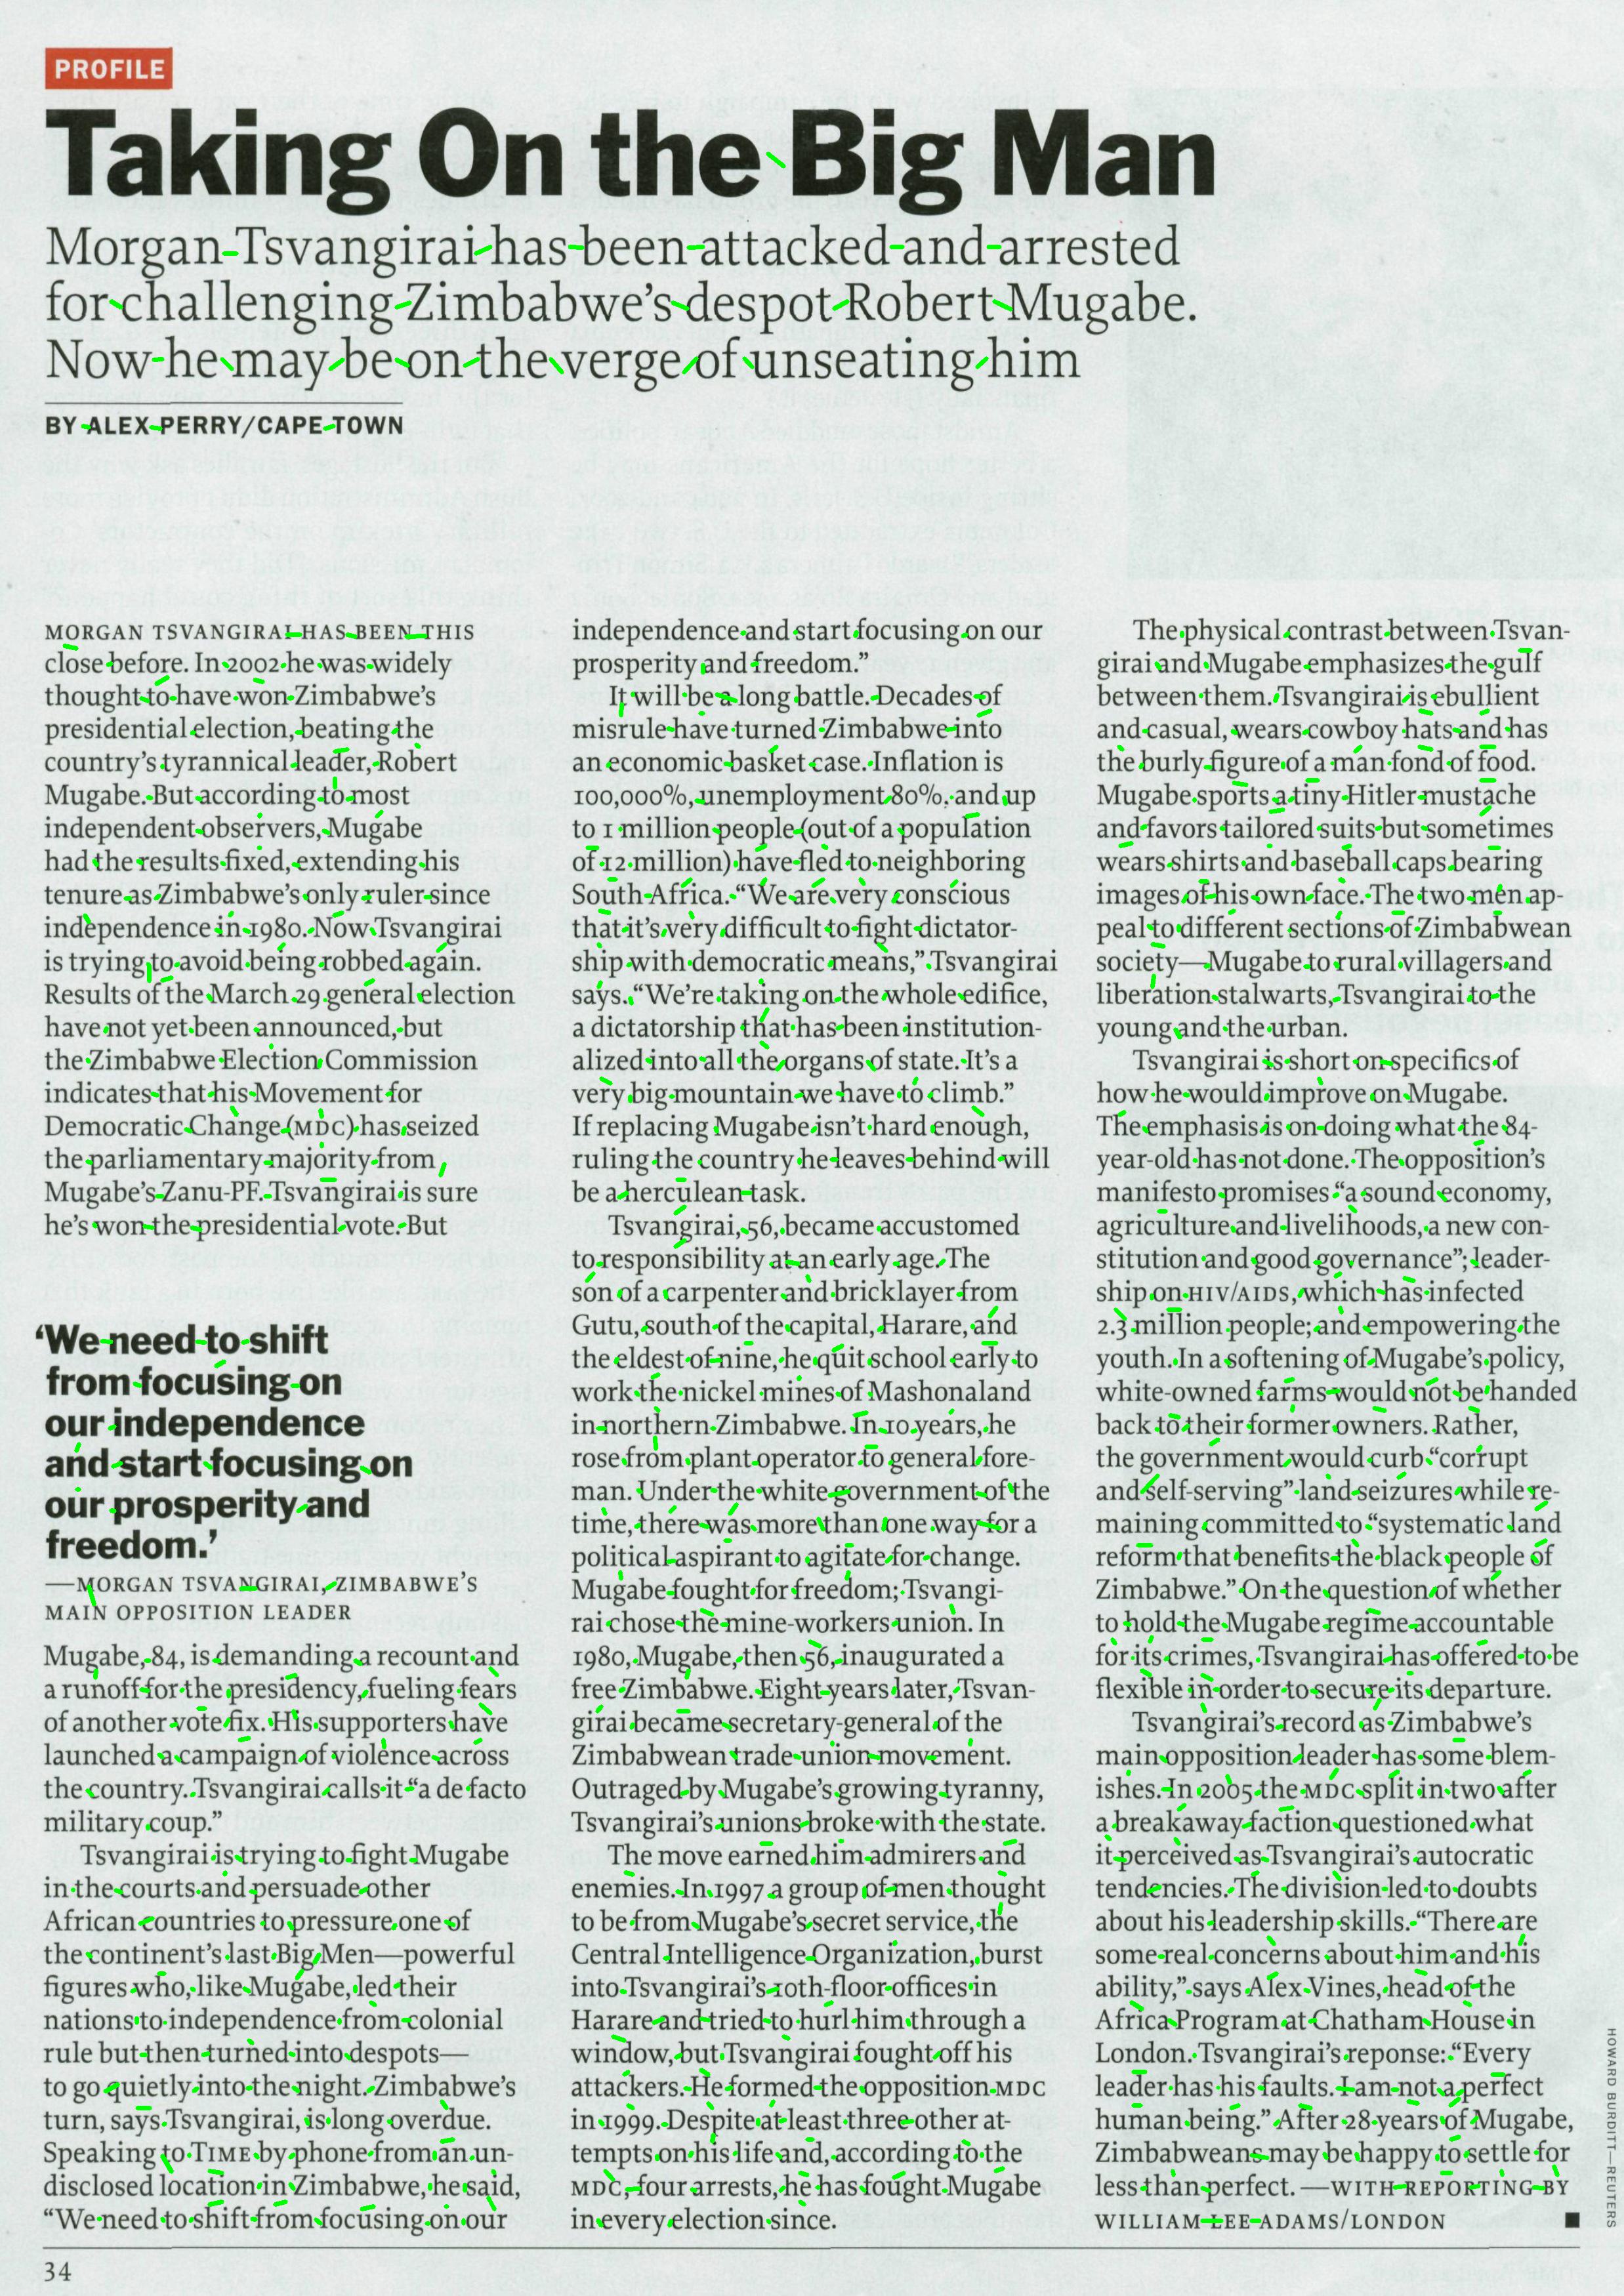 PROFILE
Taking On the Big Man
Morgan Tsvangirai has been attacked and arrested
for challenging Zimbabwe's despot Robert Mugabe.
Now he may be on the verge of unseating him
BY ALEX PERRY/CAPE TOWN
MORGAN TSVANGIRAI HAS BEEN THIS
close before. In 2002 he was widely
thought to have won Zimbabwe's
presidential election, beating the
country's tyrannical leader, Robert
Mugabe. But according to most
independent observers, Mugabe
had the results fixed, extending his
tenure as Zimbabwe's only ruler since
independence in 1980. Now Tsvangirai
is trying to avoid being robbed again.
Results of the March 29 general election
have not yet been announced, but
the Zimbabwe Election Commission
indicates that his Movement for
Democratic Change (MDC) has seized
the parliamentary majority from
Mugabe's Zanu-PF. Tsvangirai is sure
he's won the presidential vote. But
'We need to shift
from focusing on
our independence
and start focusing on
our prosperity and
freedom.'
—MORGAN TSVANGIRAI, ZIMBABWE'S
MAIN OPPOSITION LEADER
Mugabe, 84, is demanding a recount and
a runoff for the presidency, fueling fears
of another vote fix. His supporters have
launched a campaign of violence across
the country. Tsvangirai calls it "a de facto
military coup."
Tsvangirai is trying to fight Mugabe
in the courts and persuade other
African countries to pressure one of
the continent's last Big Men—powerful
figures who, like Mugabe, led their
nations to independence from colonial
rule but then turned into despots—
to go quietly into the night. Zimbabwe's
turn, says Tsvangirai, is long overdue.
Speaking to TIME by phone from an un-
disclosed location in Zimbabwe, he said,
"We need to shift from focusing on our
independence and start focusing on our
prosperity and freedom."
It will be a long battle. Decades of
misrule have turned Zimbabwe into
an economic basket case. Inflation is
100,000%, unemployment 80%, and up
to 1 million people (out of a population
of 12 million) have fled to neighboring
South Africa. "We are very conscious
that it's very difficult to fight dictator-
ship with democratic means," Tsvangirai
says. "We're taking on the whole edifice,
a dictatorship that has been institution-
alized into all the organs of state. It's a
very big mountain we have to climb."
If replacing Mugabe isn't hard enough,
ruling the country he leaves behind will
be a herculean task.
Tsvangirai, 56, became accustomed
to responsibility at an early age. The
son of a carpenter and bricklayer from
Gutu, south of the capital, Harare, and
the eldest of nine, he quit school early to
work the nickel mines of Mashonaland
in northern Zimbabwe. In 10 years, he
rose from plant operator to general fore-
man. Under the white government of the
time, there was more than one way for a
political aspirant to agitate for change.
Mugabe fought for freedom; Tsvangi-
rai chose the mine-workers union. In
1980, Mugabe, then 56, inaugurated a
free Zimbabwe. Eight years later, Tsvan-
girai became secretary-general of the
Zimbabwean trade union movement.
Outraged by Mugabe's growing tyranny,
Tsvangirai's unions broke with the state.
The move earned him admirers and
enemies. In 1997 a group of men thought
to be from Mugabe's secret service, the
Central Intelligence Organization, burst
into Tsvangirai's 10th-floor offices in
Harare and tried to hurl him through a
window, but Tsvangirai fought off his
attackers. He formed the opposition MDC
in 1999. Despite at least three other at-
tempts on his life and, according to the
MDC, four arrests, he has fought Mugabe
in every election since.
The physical contrast between Tsvan-
girai and Mugabe emphasizes the gulf
between them. Tsvangirai is ebullient
and casual, wears cowboy hats and has
the burly figure of a man fond of food.
Mugabe sports a tiny Hitler mustache
and favors tailored suits but sometimes
wears shirts and baseball caps bearing
images of his own face. The two men ap-
peal to different sections of Zimbabwean
society—Mugabe to rural villagers and
liberation stalwarts, Tsvangirai to the
young and the urban.
Tsvangirai is short on specifics of
how he would improve on Mugabe.
The emphasis is on doing what the 84-
year-old has not done. The opposition's
manifesto promises "a sound economy,
agriculture and livelihoods, a new con-
stitution and good governance"; leader-
ship on HIV/AIDS, which has infected
2.3 million people; and empowering the
youth. In a softening of Mugabe's policy,
white-owned farms would not be handed
back to their former owners. Rather,
the government would curb "corrupt
and self-serving" land seizures while re-
maining committed to "systematic land
reform that benefits the black people of
Zimbabwe." On the question of whether
to hold the Mugabe regime accountable
for its crimes, Tsvangirai has offered to be
flexible in order to secure its departure.
Tsvangirai's record as Zimbabwe's
main opposition leader has some blem-
ishes. In 2005 the MDC split in two after
a breakaway faction questioned what
it perceived as Tsvangirai's autocratic
tendencies. The division led to doubts
about his leadership skills. "There are
some real concerns about him and his
ability," says Alex Vines, head of the
Africa Program at Chatham House in
London. Tsvangirai's reponse: "Every
leader has his faults. I am not a perfect
human being." After 28 years of Mugabe,
Zimbabweans may be happy to settle for
less than perfect. —WITH REPORTING BY
WILLIAM LEE ADAMS/LONDON
HOWARD BURDITT—REUTERS
34